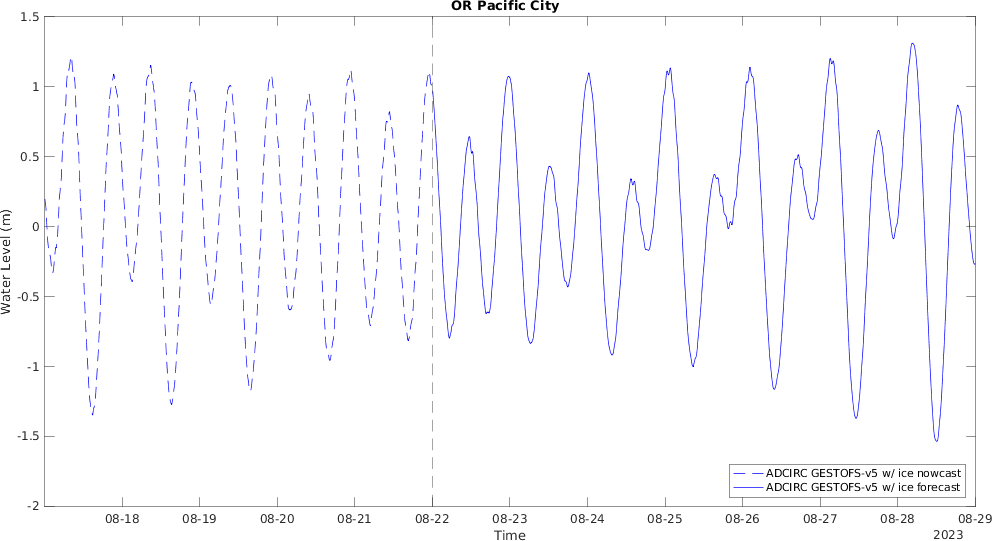 OR Pacific City
1.5
1
0.5
0
-0.5
-1
-1.5
-2
Water Level (m)
ADCIRC GESTOFS-v5 w/ ice nowcast
ADCIRC GESTOFS-v5 w/ ice forecast
08-18 08-19 08-20 08-21 08-22 08-23 08-24 08-25 08-26 08-27 08-28 08-29
Time
2023